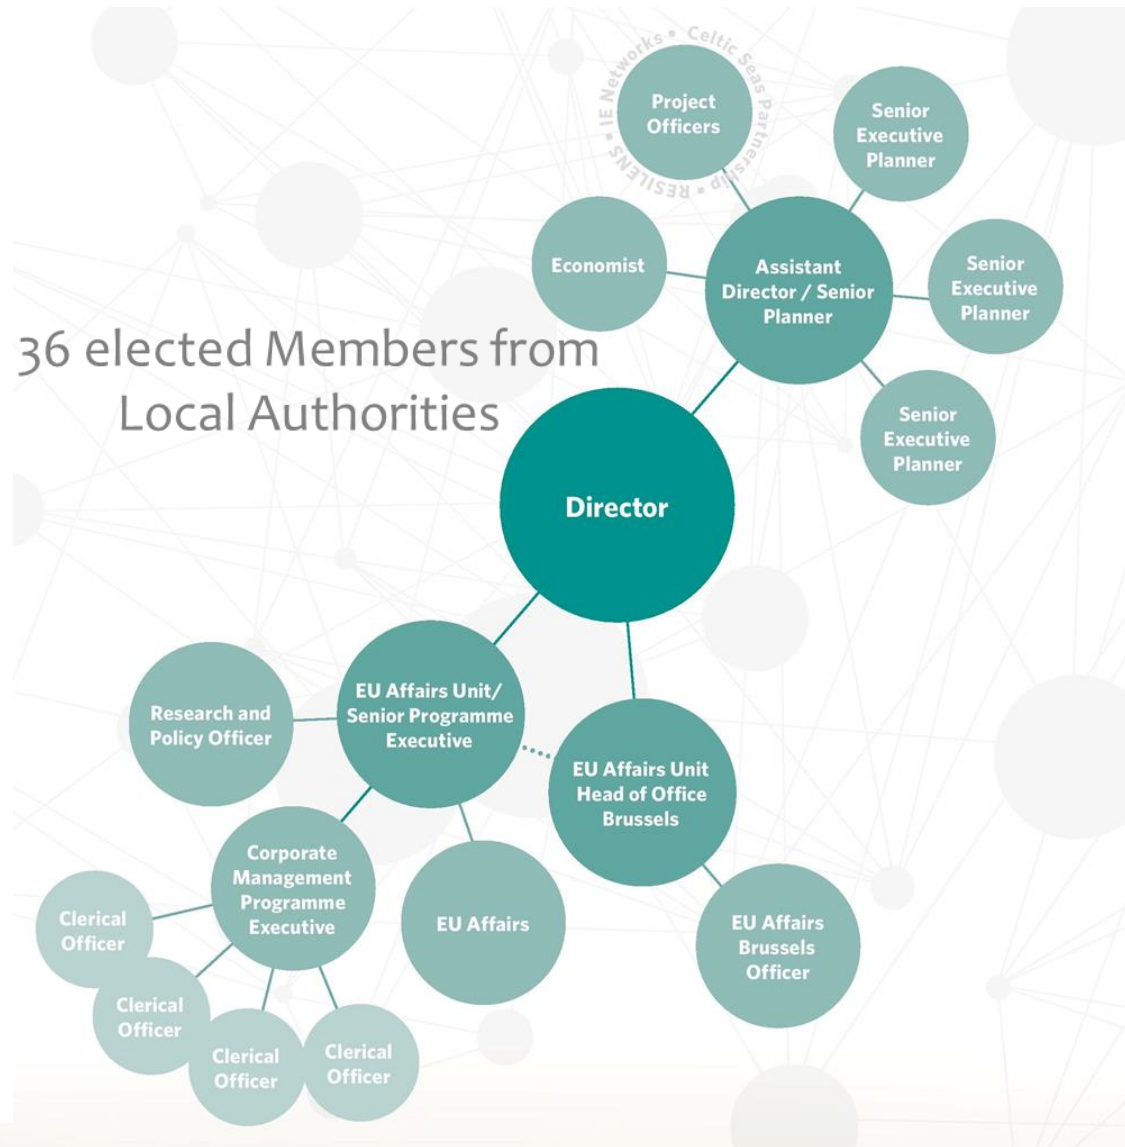 IE Networks • Celtic Seas Partnership • RESILENS •
Project
Officers
Senior
Executive
Planner
Economist
Assistant
Director / Senior
Planner
Senior
Executive
Planner
36 elected Members from
Local Authorities
Senior
Executive
Planner
Director
EU Affairs Unit/
Senior Programme
Executive
Research and
Policy Officer
EU Affairs Unit
Head of Office
Brussels
Corporate
Management
Programme
Executive
EU Affairs
EU Affairs
Brussels
Officer
Clerical
Officer
Clerical
Officer
Clerical
Officer
Clerical
Officer